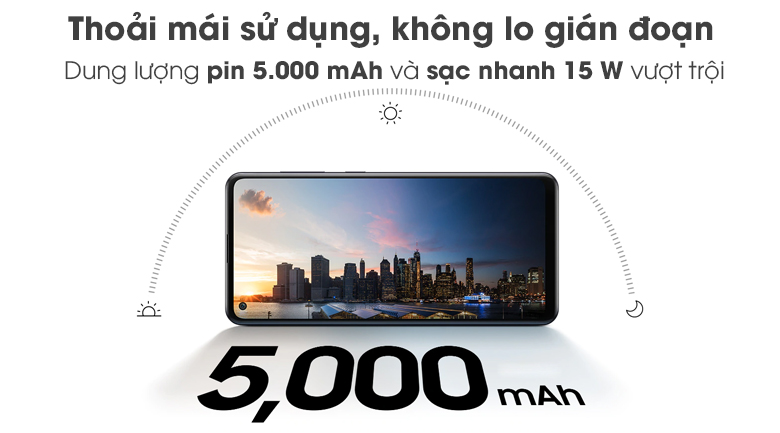 Thoải mái sử dụng, không lo gián đoạn
Dung lượng pin 5.000 mAh và sạc nhanh 15 W vượt trội
5,000 mAh